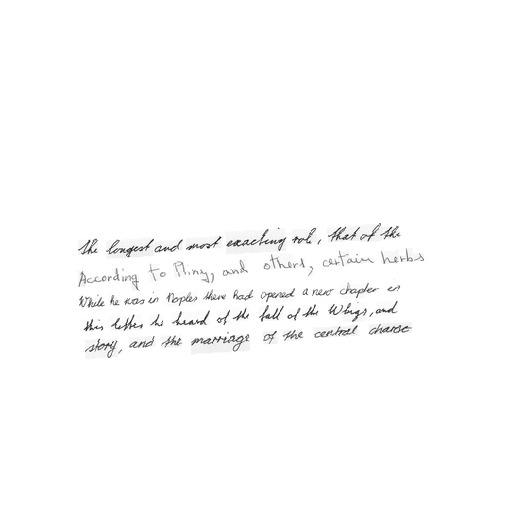 the longest and most exacting role, that of the
According to Pliny, and others, certain herbs
While he was in Naples there had opened a new chapter in
this letter he heard of the fall of the Whigs, and
story, and the marriage of the central charac